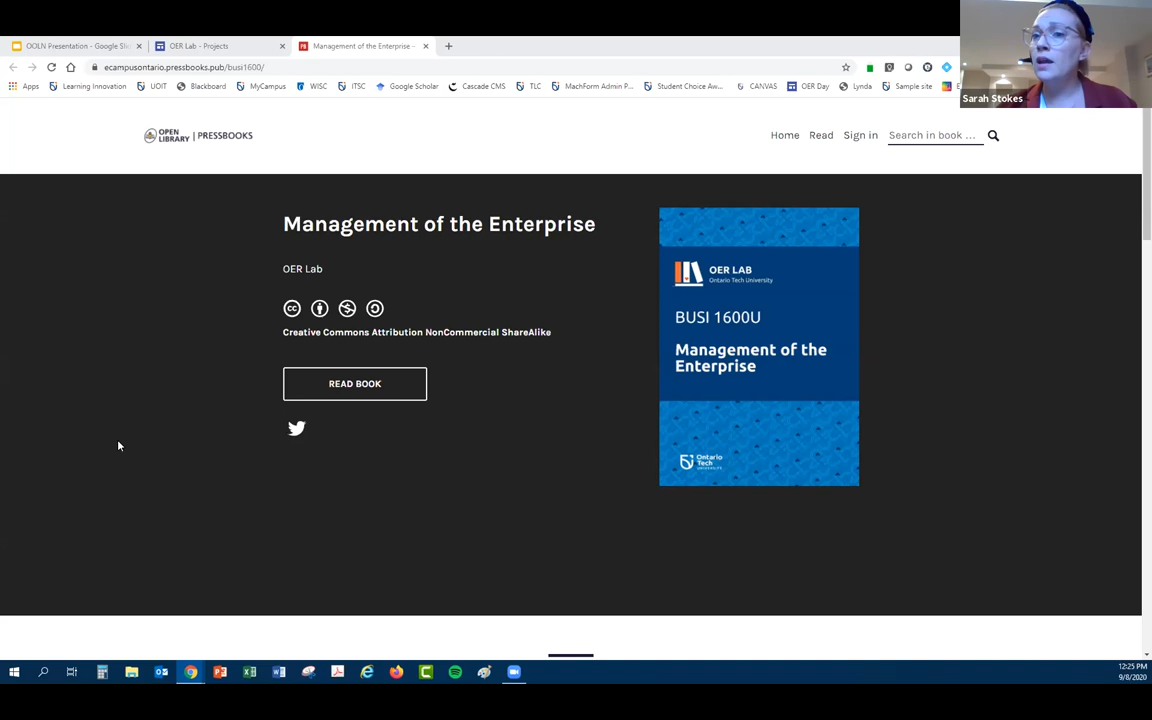 OOLN Presentation - Google Sli
OER Lab - Projects
Management of the Enterprise -
ecampusontario.pressbooks.pub/busi1600/
Apps
Learning Innovation
UOIT
Blackboard
MyCampus
WISC
ITSC
Google Scholar
Cascade CMS
TLC
MachForm Admin P...
Student Choice Aw...
CANVAS
OER Day
Lynda
Sample site
Sarah Stokes
OPEN LIBRARY | PRESSBOOKS
Home
Read
Sign in
Search in book ...
Management of the Enterprise
OER Lab
Creative Commons Attribution NonCommercial ShareAlike
READ BOOK
OER LAB
Ontario Tech University
BUSI 1600U
Management of the
Enterprise
Ontario
Tech
UNIVERSITY
12:25 PM
9/8/2020